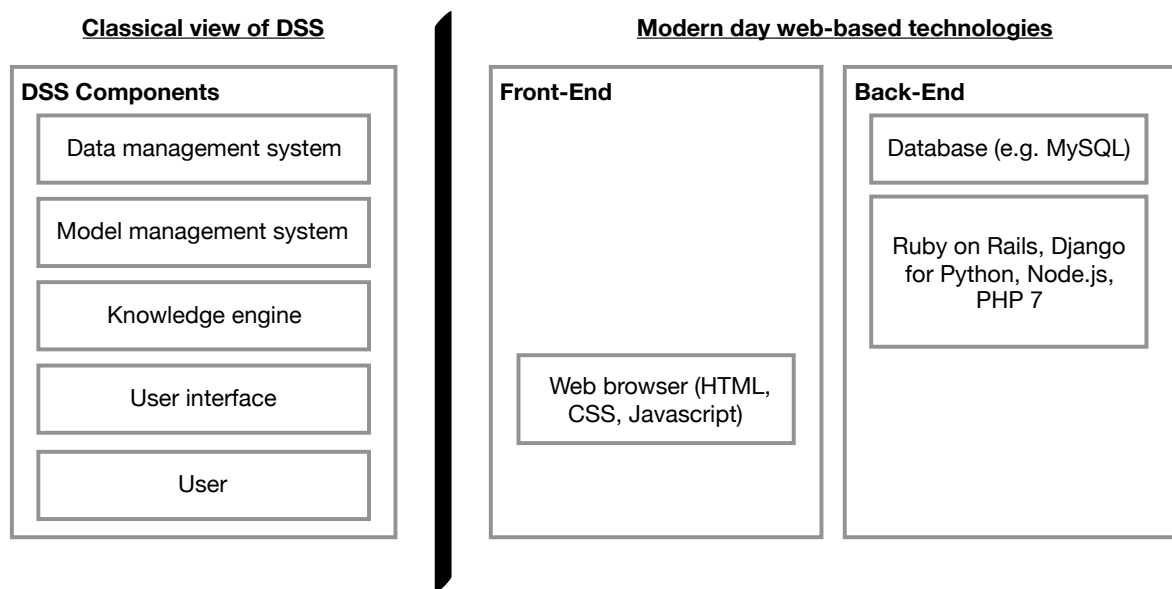 Classical view of DSS
DSS Components
Data management system
Model management system
Knowledge engine
User interface
User
Modern day web-based technologies
Front-End
Web browser (HTML,
CSS, Javascript)
Back-End
Database (e.g. MySQL)
Ruby on Rails, Django
for Python, Node.js,
PHP 7